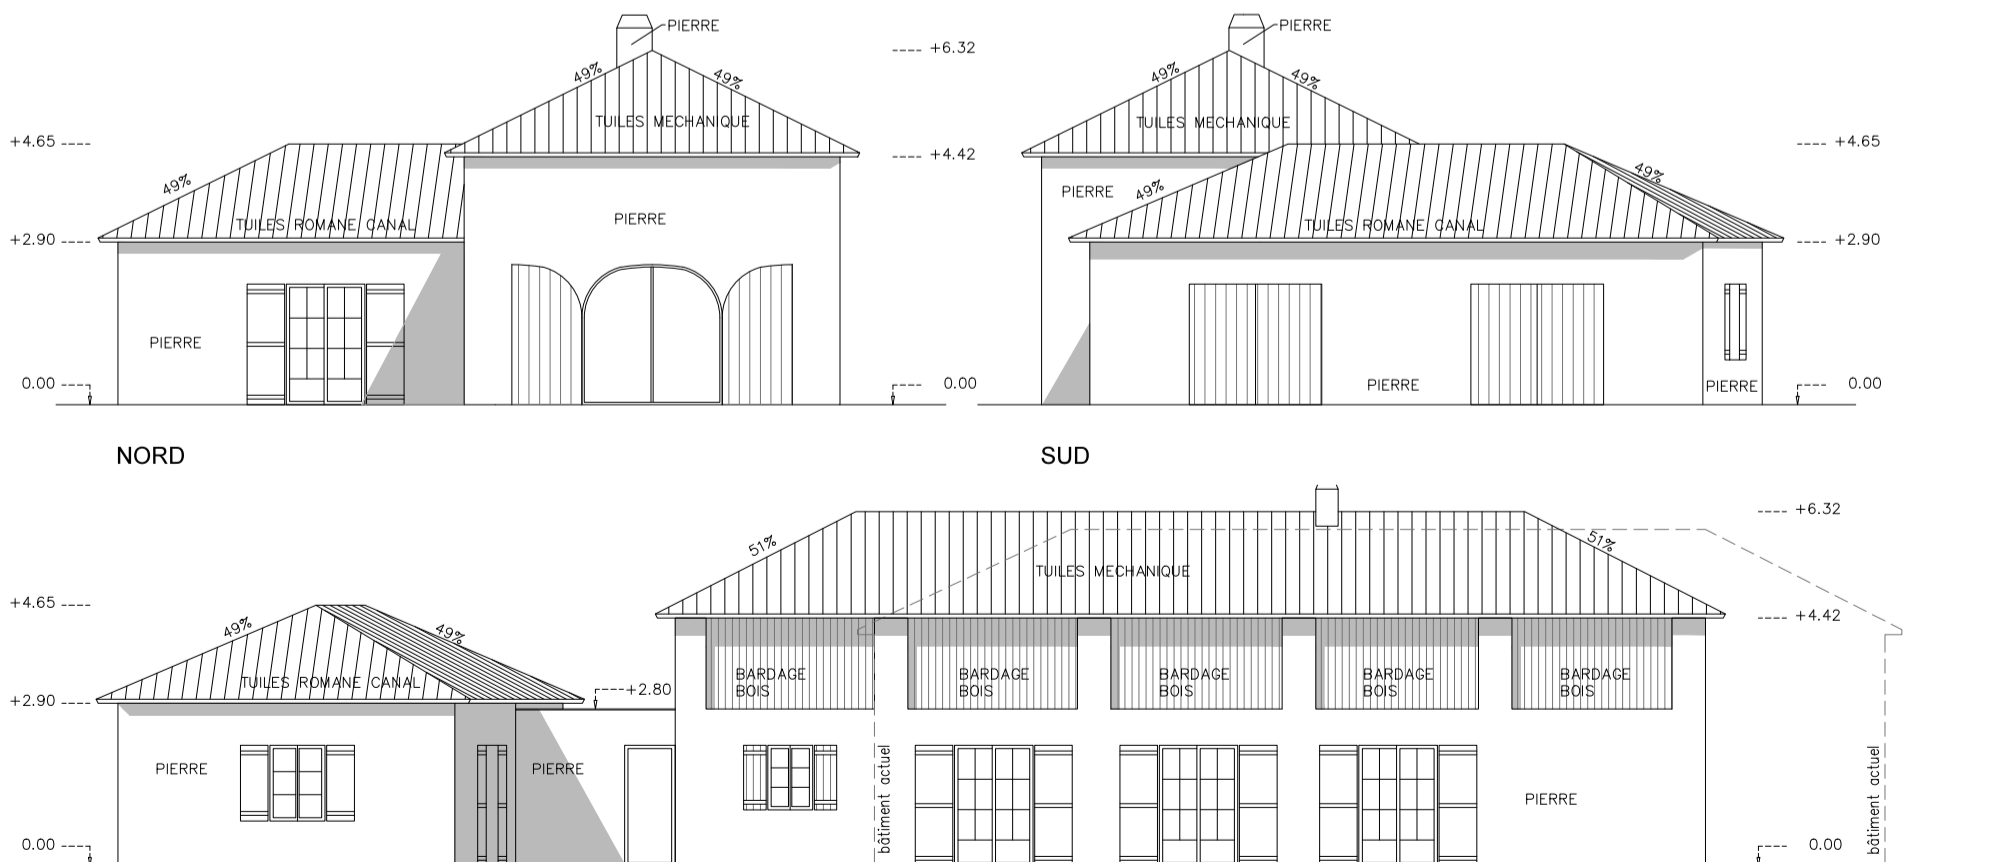 PIERRE
+6.32
49%
49%
TUILES MECHANIQUE
+4.65
+4.42
49%
PIERRE
TUILES ROMANE CANAL
+2.90
PIERRE
0.00
0.00
NORD
PIERRE
49%
49%
TUILES MECHANIQUE
+4.65
49%
PIERRE
49%
TUILES ROMANE CANAL
+2.90
PIERRE
PIERRE
0.00
SUD
+6.32
51%
51%
TUILES MECHANIQUE
+4.65
49%
49%
+4.42
TUILES ROMANE CANAL
+2.80
BARDAGE
BOIS
BARDAGE
BOIS
BARDAGE
BOIS
BARDAGE
BOIS
BARDAGE
BOIS
+2.90
PIERRE
PIERRE
bâtiment actuel
PIERRE
bâtiment actuel
0.00
0.00